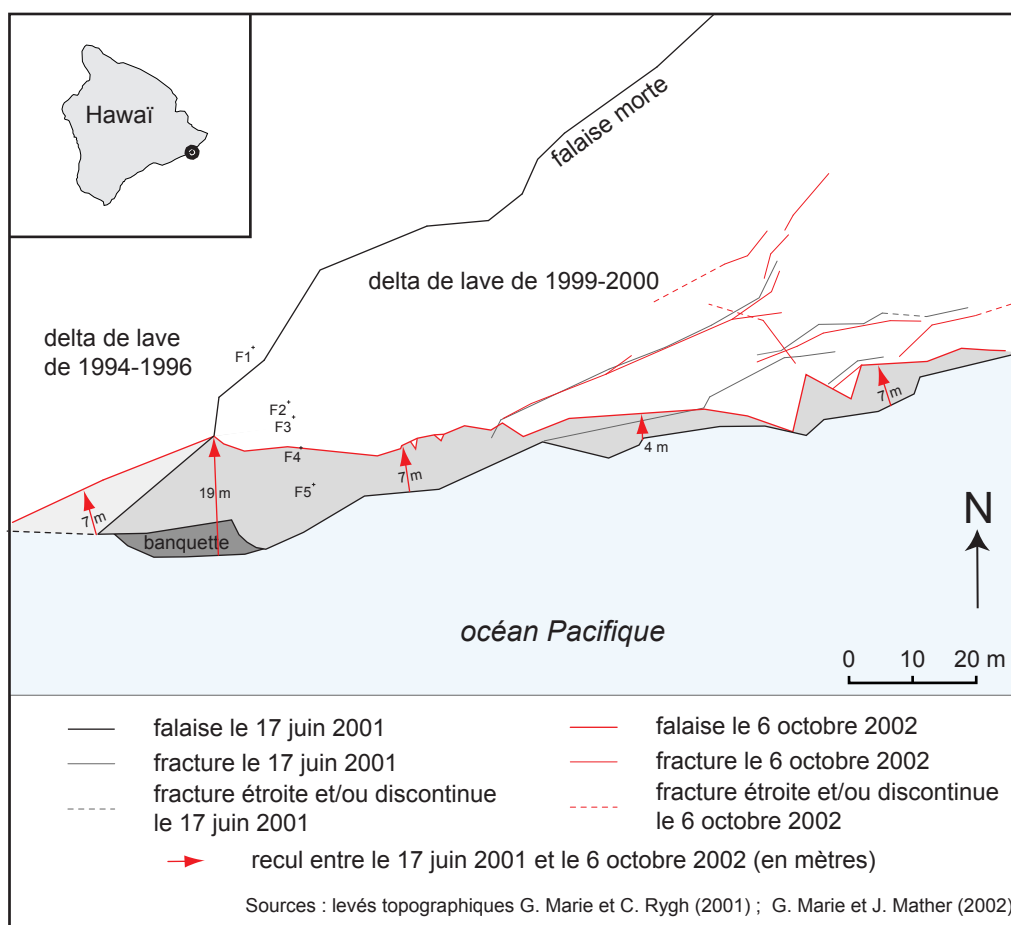 Hawaï
falaise morte
delta de lave de 1999-2000
delta de lave
de 1994-1996
F1
F2
F3
F4
F5
7 m
19 m
7 m
4 m
7 m
banquette
N
océan Pacifique
0 10 20 m
falaise le 17 juin 2001
fracture le 17 juin 2001
fracture étroite et/ou discontinue
le 17 juin 2001
falaise le 6 octobre 2002
fracture le 6 octobre 2002
fracture étroite et/ou discontinue
le 6 octobre 2002
recul entre le 17 juin 2001 et le 6 octobre 2002 (en mètres)
Sources : levés topographiques G. Marie et C. Rygh (2001) ; G. Marie et J. Mather (2002)